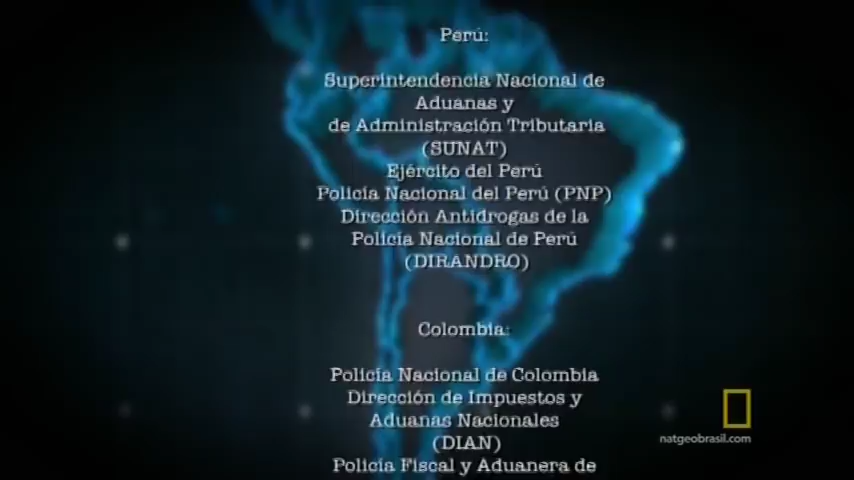 Perú:
Superintendencia Nacional de
Aduanas y
de Administración Tributaria
(SUNAT)
Ejército del Perú
Policía Nacional del Perú (PNP)
Dirección Antidrogas de la
Policía Nacional de Perú
(DIRANDRO)
Colombia:
Policía Nacional de Colombia
Dirección de Impuestos y
Aduanas Nacionales
(DIAN)
Policía Fiscal y Aduanera de
natgeobrasil.com